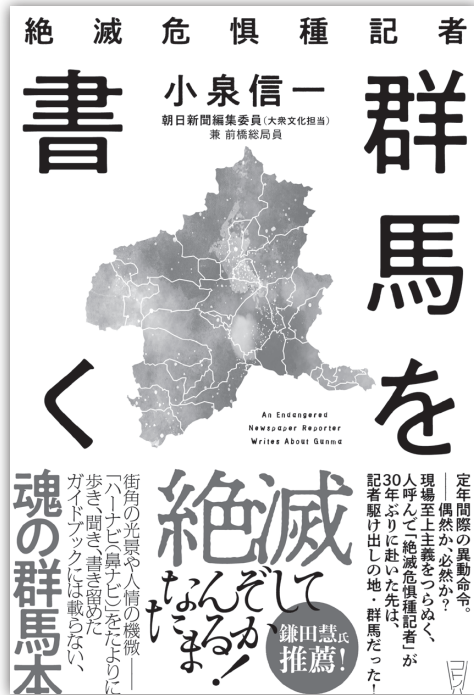 絶滅危惧種記者
群馬を
書く
小泉信一
朝日新聞編集委員(大衆文化担当)
兼 前橋総局員
An Endangered
Newspaper Reporter
Writes About Gunma
定年間際の異動命令。
――偶然か、必然か?
現場至上主義をつらぬく、
人呼んで「絶滅危惧種記者」が
30年ぶりに赴いた先は、
記者駆け出しの地・群馬だった
絶滅して
なんぞ
たまるか!
鎌田慧氏
推薦!
街角の光景や人情の機微――
「ハーナビ(鼻ナビ)」をたよりに
歩き、聞き、書き留めた
ガイドブックには載らない、
魂の群馬本